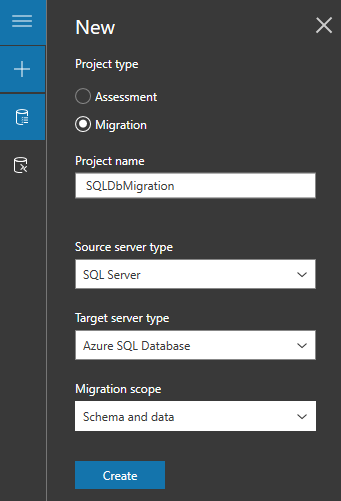 New
Project type
Assessment
Migration
Project name
SQLDbMigration
Source server type
SQL Server
Target server type
Azure SQL Database
Migration scope
Schema and data
Create